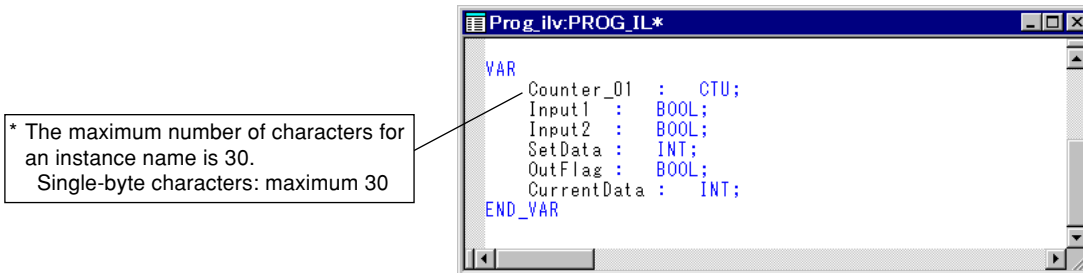 Prog_ilv:PROG_IL*
VAR
Counter_01 : CTU;
Input1 : BOOL;
Input2 : BOOL;
SetData : INT;
OutFlag : BOOL;
CurrentData : INT;
END_VAR
* The maximum number of characters for
an instance name is 30.
Single-byte characters: maximum 30